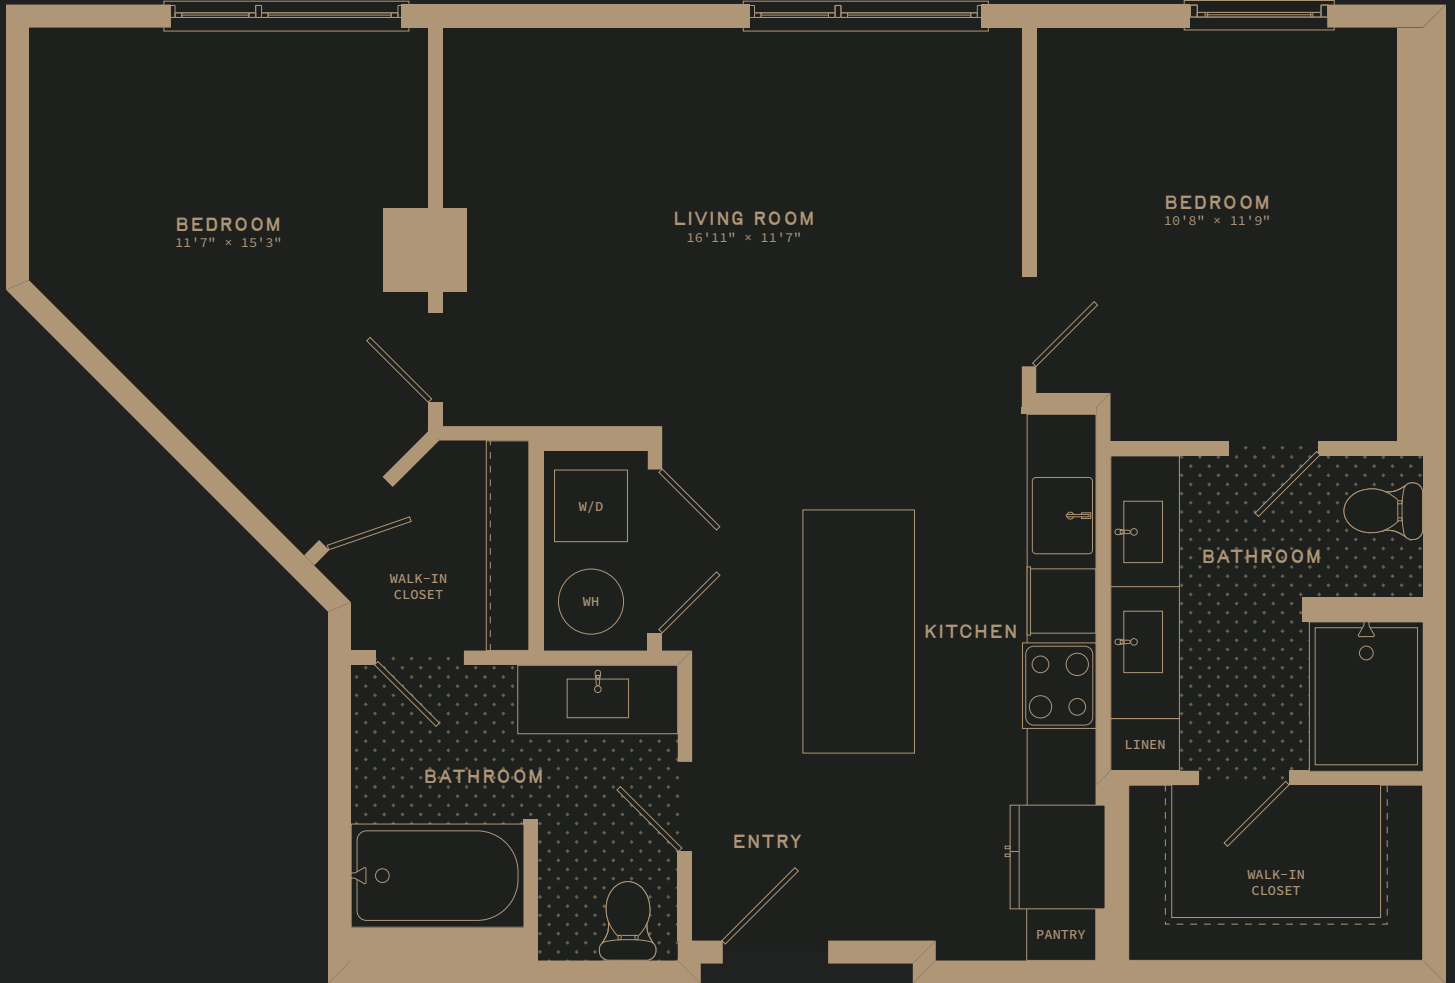 BEDROOM
11'7" × 15'3"
LIVING ROOM
16'11" × 11'7"
BEDROOM
10'8" × 11'9"
W/D
WH
WALK-IN
CLOSET
KITCHEN
BATHROOM
LINEN
BATHROOM
ENTRY
WALK-IN
CLOSET
PANTRY